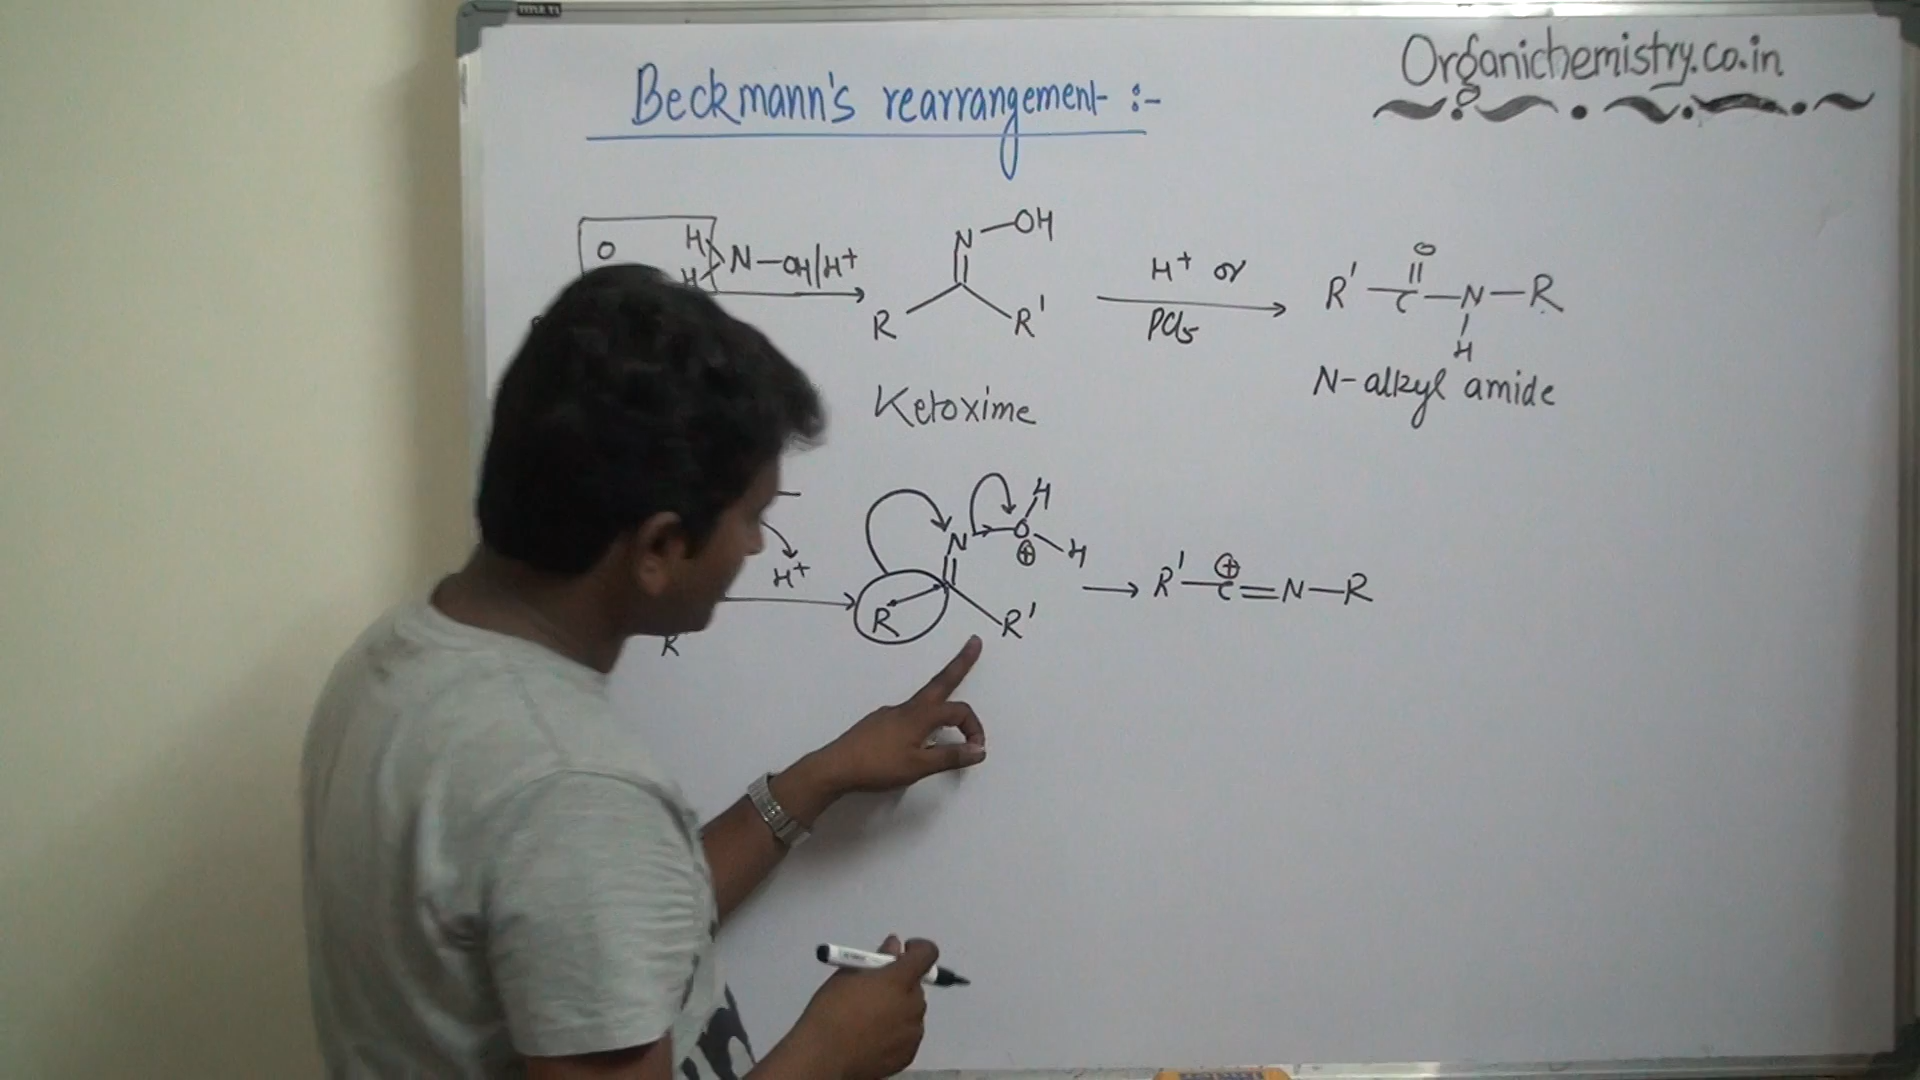 Organichemistry.co.in
Beckmann's rearrangement :-
O H H N—OH/H+
N—OH
R R'
Ketoxime
H+ or
PCl5
R'—C—N—R
O
H
N-alkyl amide
H+
R'
N O H H ⊕
R R'
R'—C=N—R
⊕